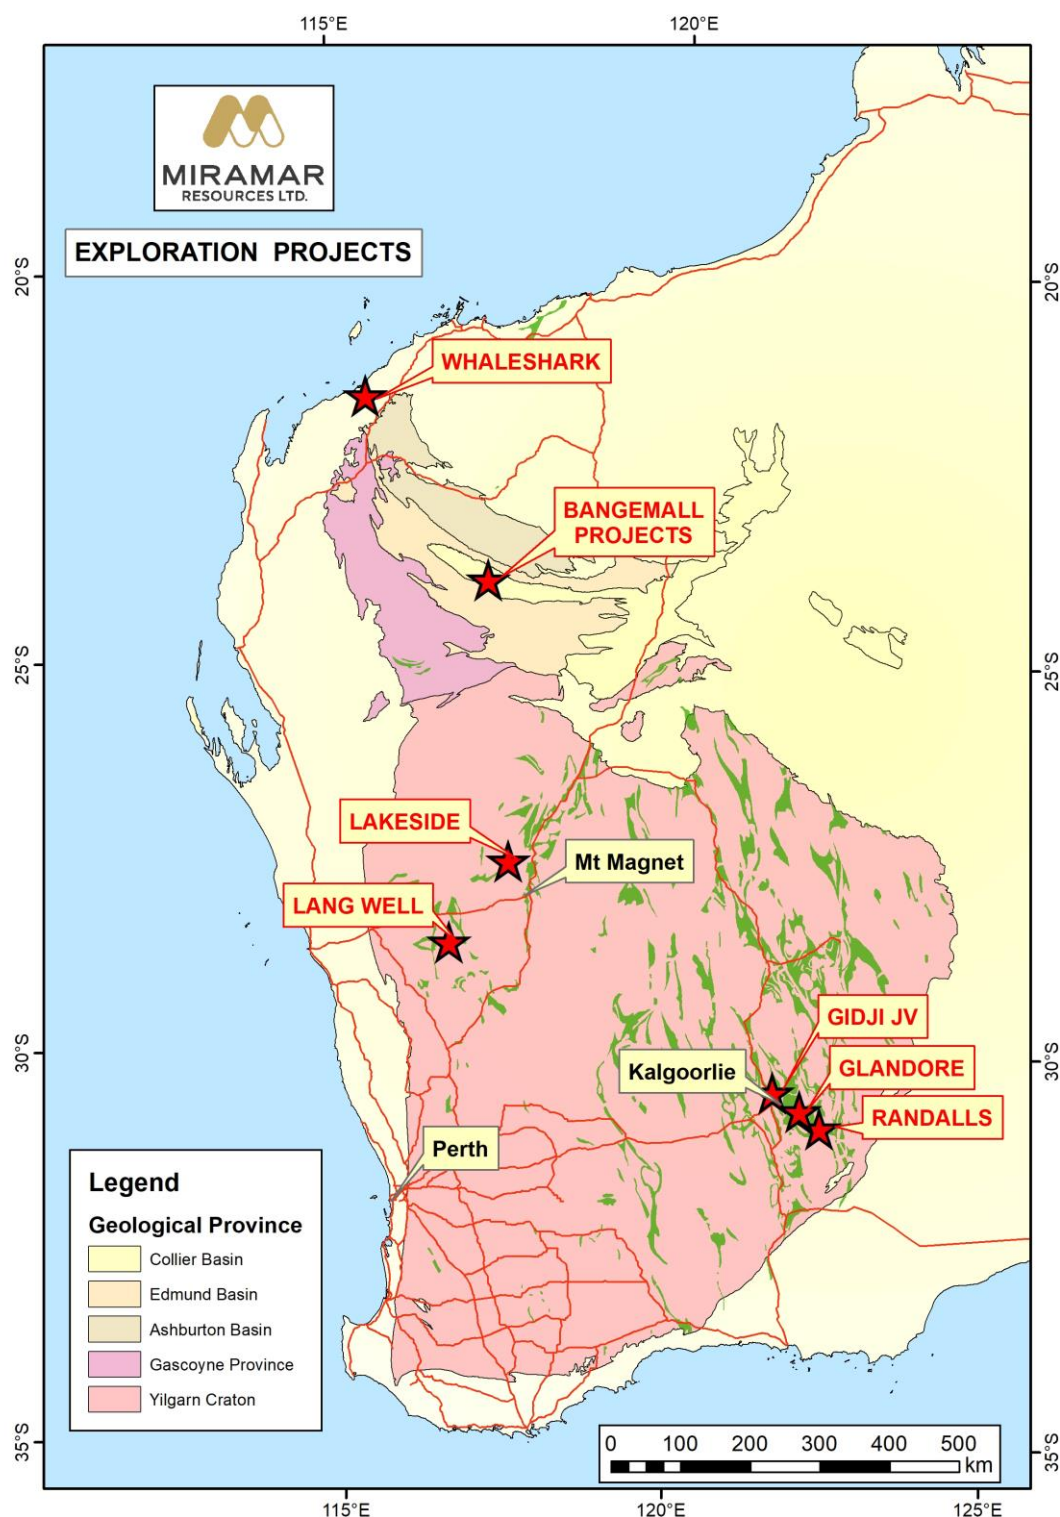 115°E
120°E
MIRAMAR
RESOURCES LTD.
EXPLORATION PROJECTS
20°S
20°S
WHALESHARK
BANGEMALL
PROJECTS
25°S
25°S
LAKESIDE
Mt Magnet
LANG WELL
GIDJI JV
30°S
30°S
Kalgoorlie
GLANDORE
RANDALLS
Perth
Legend
Geological Province
Collier Basin
Edmund Basin
Ashburton Basin
Gascoyne Province
Yilgarn Craton
0 100 200 300 400 500
km
35°S
35°S
115°E
120°E
125°E